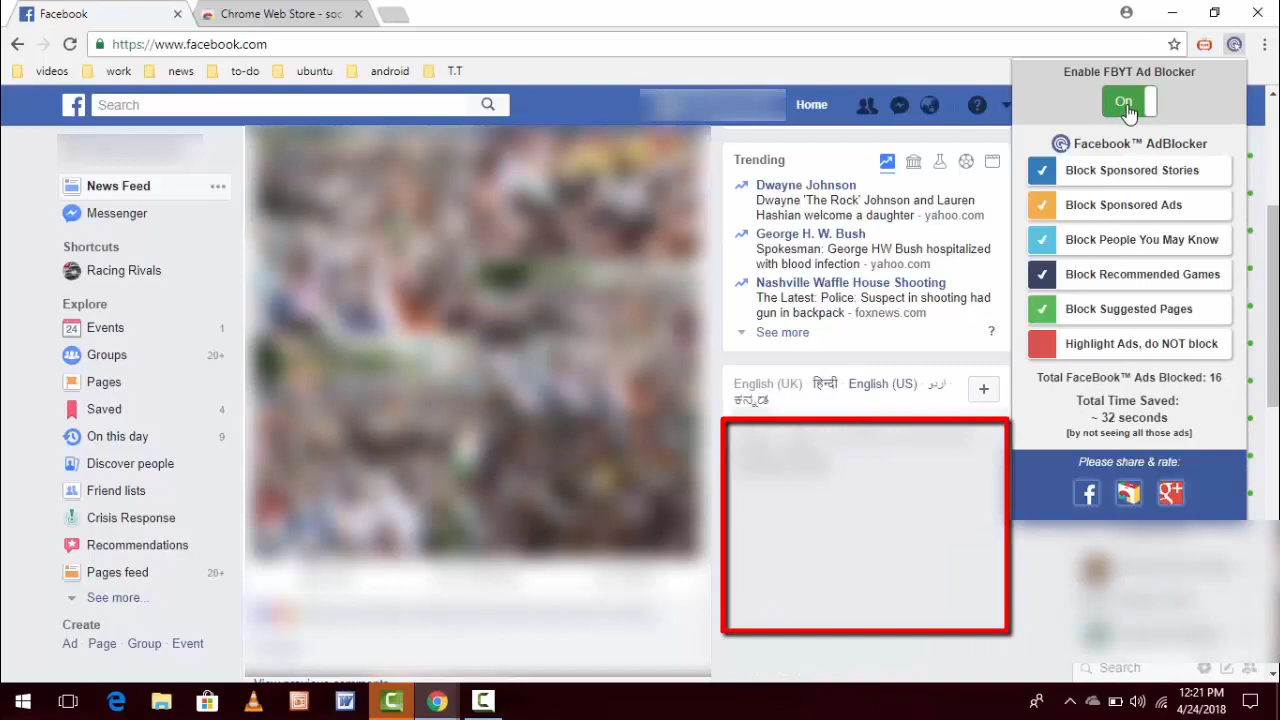 Facebook
Chrome Web Store - soc
https://www.facebook.com
videos
work
news
to-do
ubuntu
android
T.T
Search
Home
News Feed
Messenger
Shortcuts
Racing Rivals
Explore
24 Events 1
Groups 20+
Pages
Saved 4
On this day 9
Discover people
Friend lists
Crisis Response
Recommendations
Pages feed 20+
See more...
Create
Ad · Page · Group · Event
View previous comments
Trending
Dwayne Johnson
Dwayne 'The Rock' Johnson and Lauren
Hashian welcome a daughter - yahoo.com
George H. W. Bush
Spokesman: George HW Bush hospitalized
with blood infection - yahoo.com
Nashville Waffle House Shooting
The Latest: Police: Suspect in shooting had
gun in backpack - foxnews.com
See more ?
English (UK) · हिन्दी · English (US) · اردو ·
ಕನ್ನಡ
Enable FBYT Ad Blocker
On
Facebook™ AdBlocker
Block Sponsored Stories
Block Sponsored Ads
Block People You May Know
Block Recommended Games
Block Suggested Pages
Highlight Ads, do NOT block
Total FaceBook™ Ads Blocked: 16
Total Time Saved:
~ 32 seconds
[by not seeing all those ads]
Please share & rate:
Search
12:21 PM
4/24/2018